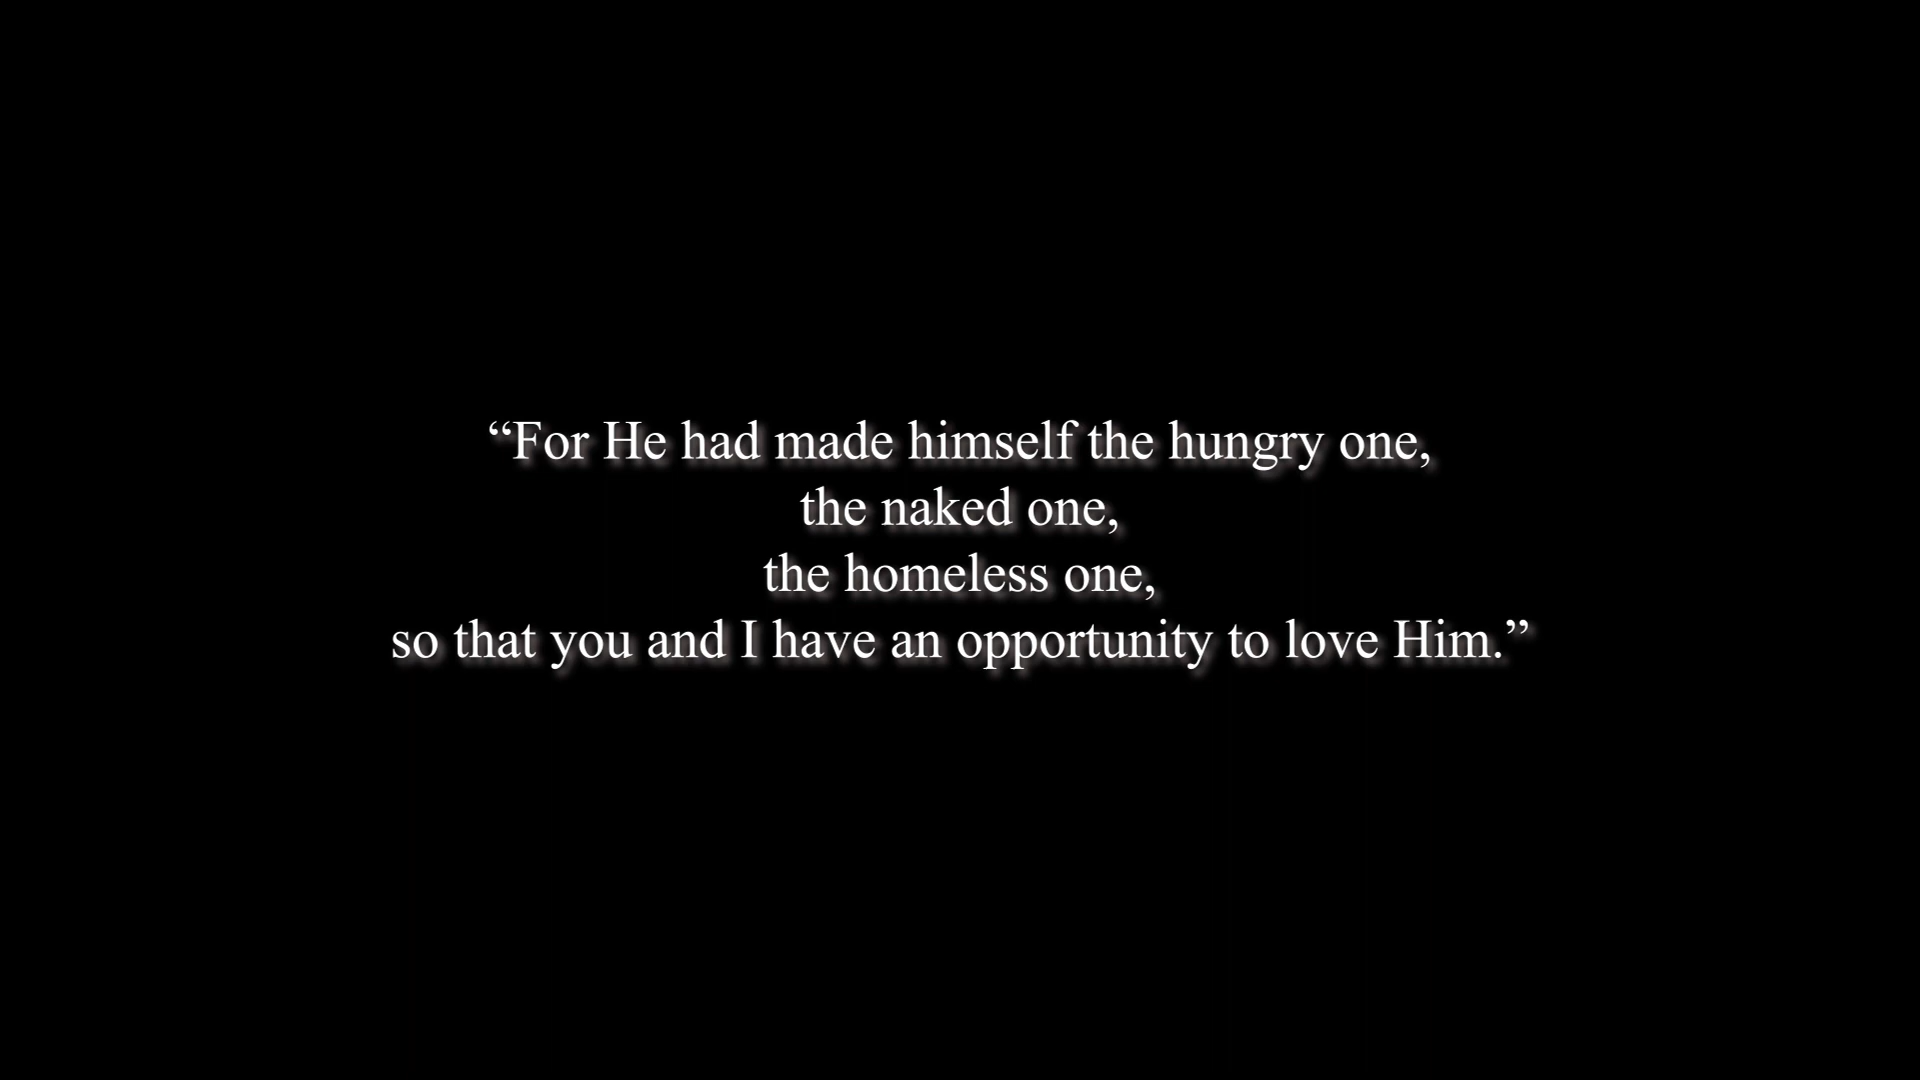 “For He had made himself the hungry one,
the naked one,
the homeless one,
so that you and I have an opportunity to love Him.”